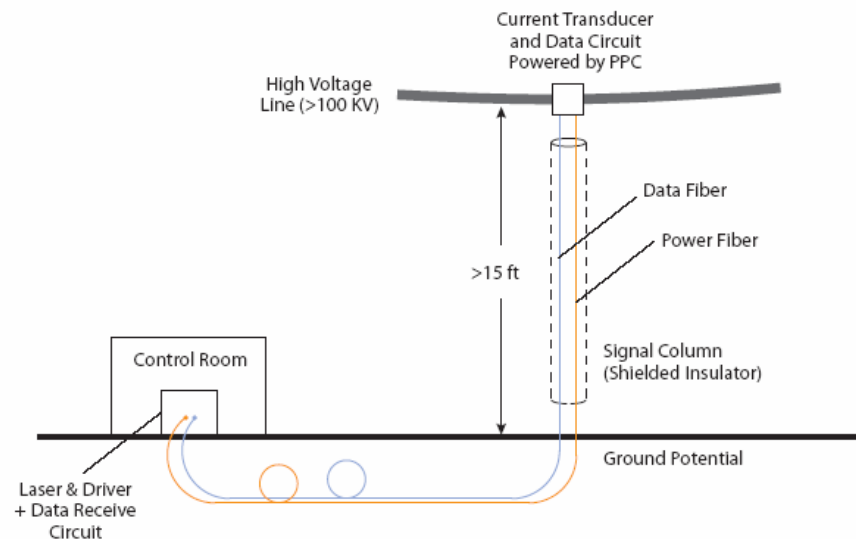 Current Transducer
and Data Circuit
Powered by PPC
High Voltage
Line (>100 KV)
Data Fiber
Power Fiber
>15 ft
Signal Column
(Shielded Insulator)
Control Room
Ground Potential
Laser & Driver
+ Data Receive
Circuit